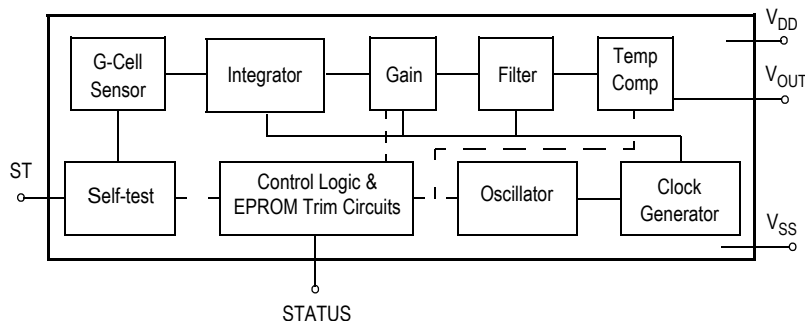 V_DD
G-Cell
Sensor
Integrator
Gain
Filter
Temp
Comp
V_OUT
ST
Self-test
Control Logic &
EPROM Trim Circuits
Oscillator
Clock
Generator
V_SS
STATUS